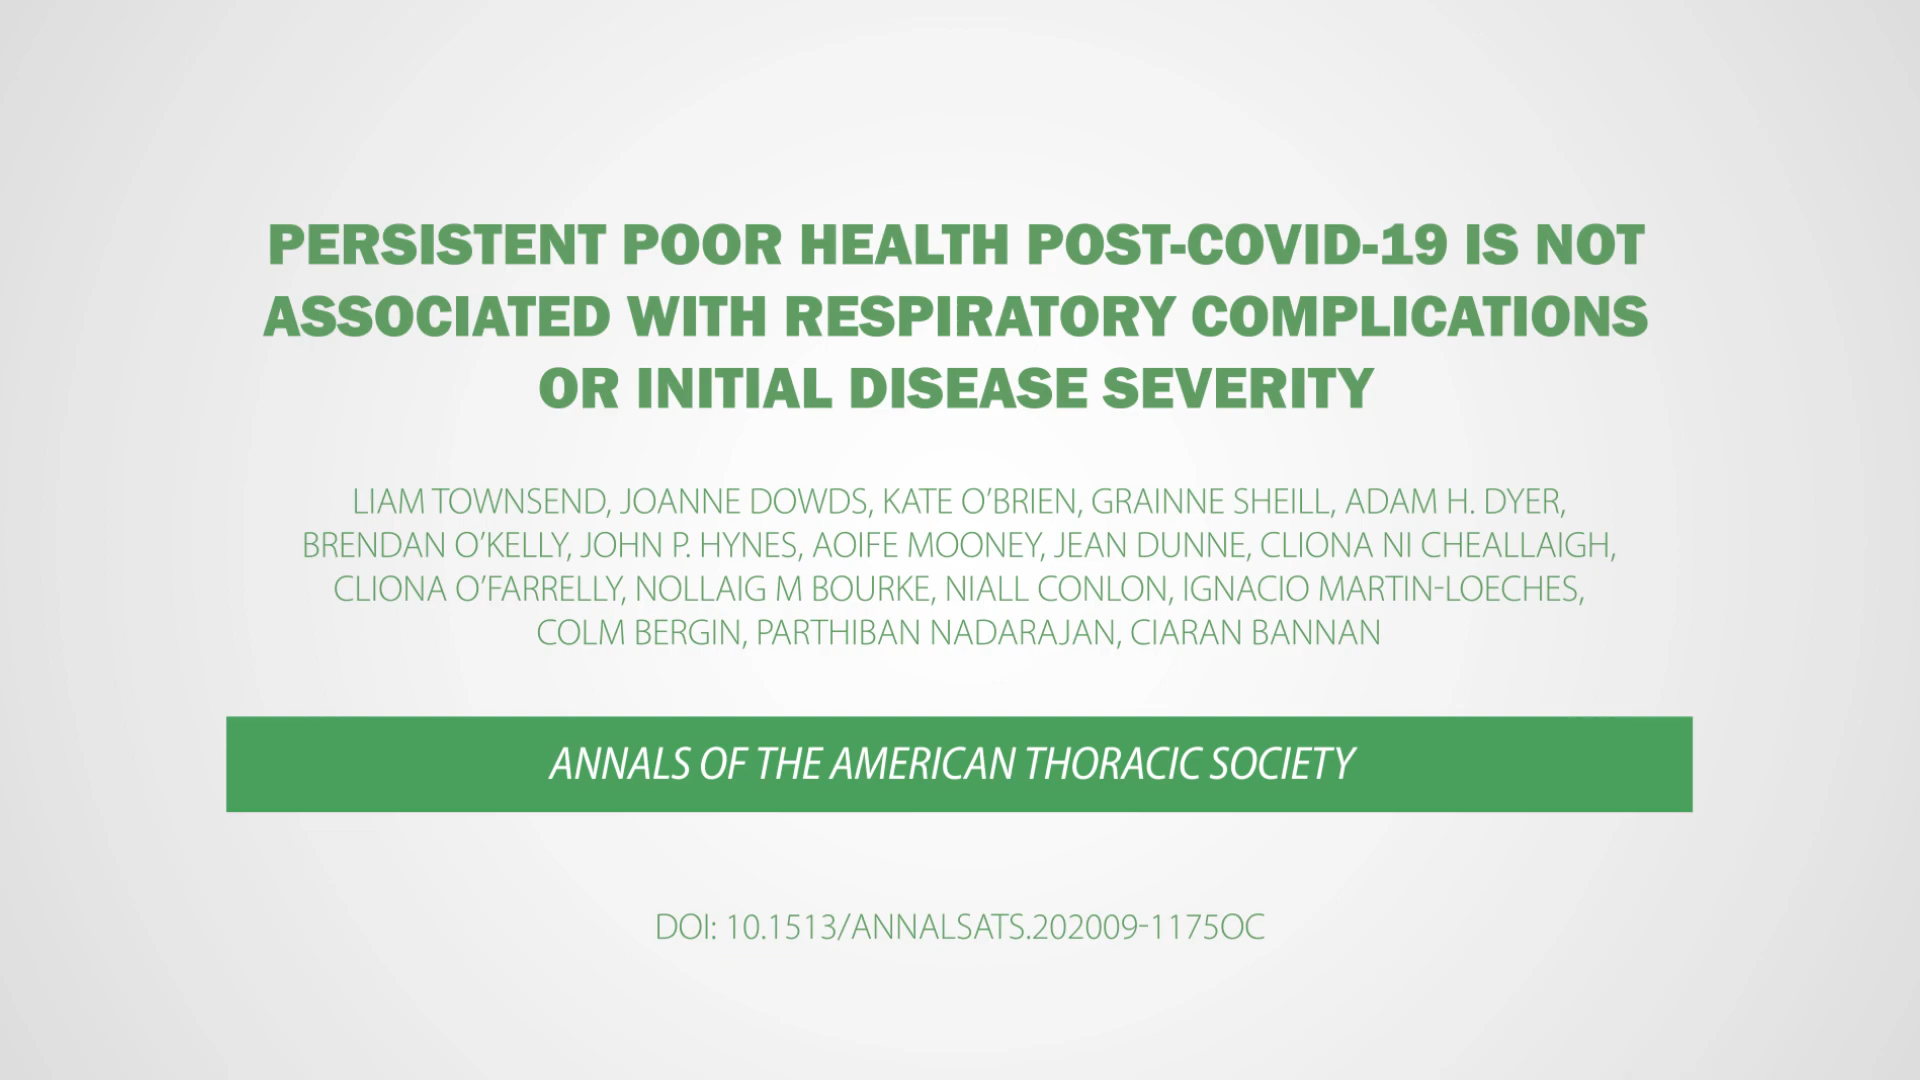 PERSISTENT POOR HEALTH POST-COVID-19 IS NOT
ASSOCIATED WITH RESPIRATORY COMPLICATIONS
OR INITIAL DISEASE SEVERITY
LIAM TOWNSEND, JOANNE DOWDS, KATE O’BRIEN, GRAINNE SHEILL, ADAM H. DYER,
BRENDAN O’KELLY, JOHN P. HYNES, AOIFE MOONEY, JEAN DUNNE, CLIONA NI CHEALLAIGH,
CLIONA O’FARRELLY, NOLLAIG M BOURKE, NIALL CONLON, IGNACIO MARTIN-LOECHES,
COLM BERGIN, PARTHIBAN NADARAJAN, CIARAN BANNAN
ANNALS OF THE AMERICAN THORACIC SOCIETY
DOI: 10.1513/ANNALSATS.202009-1175OC